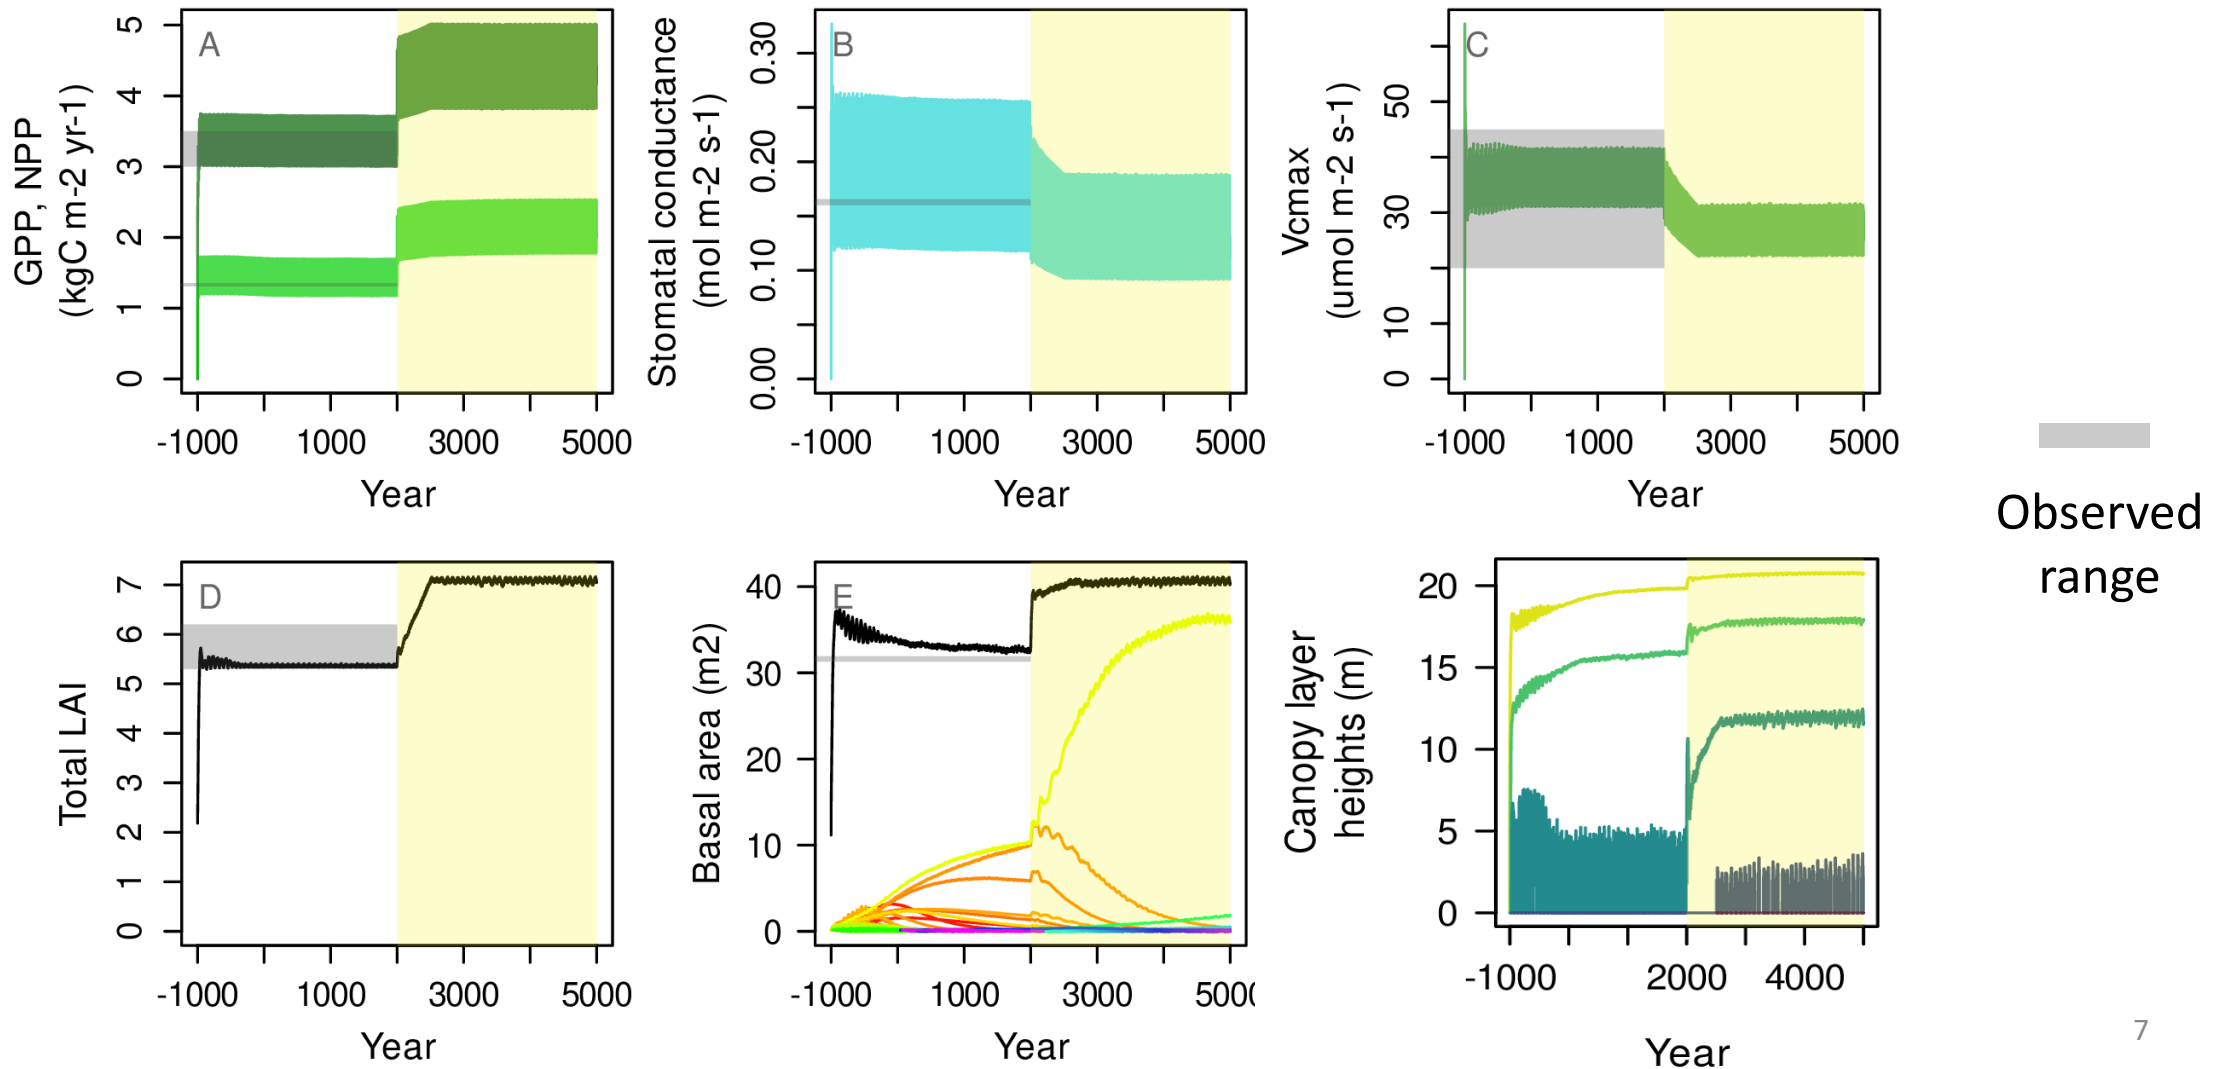 A
GPP, NPP
(kgC m-2 yr-1)
0 1 2 3 4 5
-1000 1000 3000 5000
Year
B
Stomatal conductance
(mol m-2 s-1)
0.00 0.10 0.20 0.30
-1000 1000 3000 5000
Year
C
Vcmax
(umol m-2 s-1)
0 10 30 50
-1000 1000 3000 5000
Year
Observed
range
D
Total LAI
0 1 2 3 4 5 6 7
-1000 1000 3000 5000
Year
E
Basal area (m2)
0 10 20 30 40
-1000 1000 3000 5000
Year
Canopy layer
heights (m)
0 5 10 15 20
-1000 2000 4000
Year
7